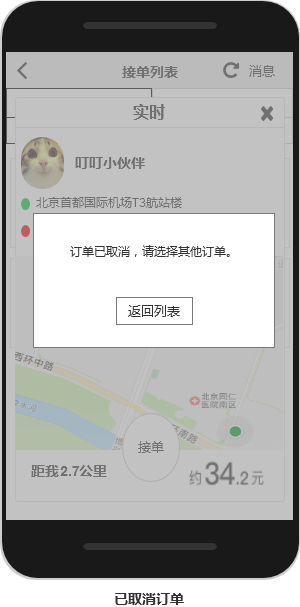 接单列表 消息
实时
叮叮小伙伴
北京首都国际机场T3航站楼
订单已取消，请选择其他订单。
返回列表
西环中路
北京同仁
医院南区
环南路
接单
距我2.7公里
约34.2元
已取消订单